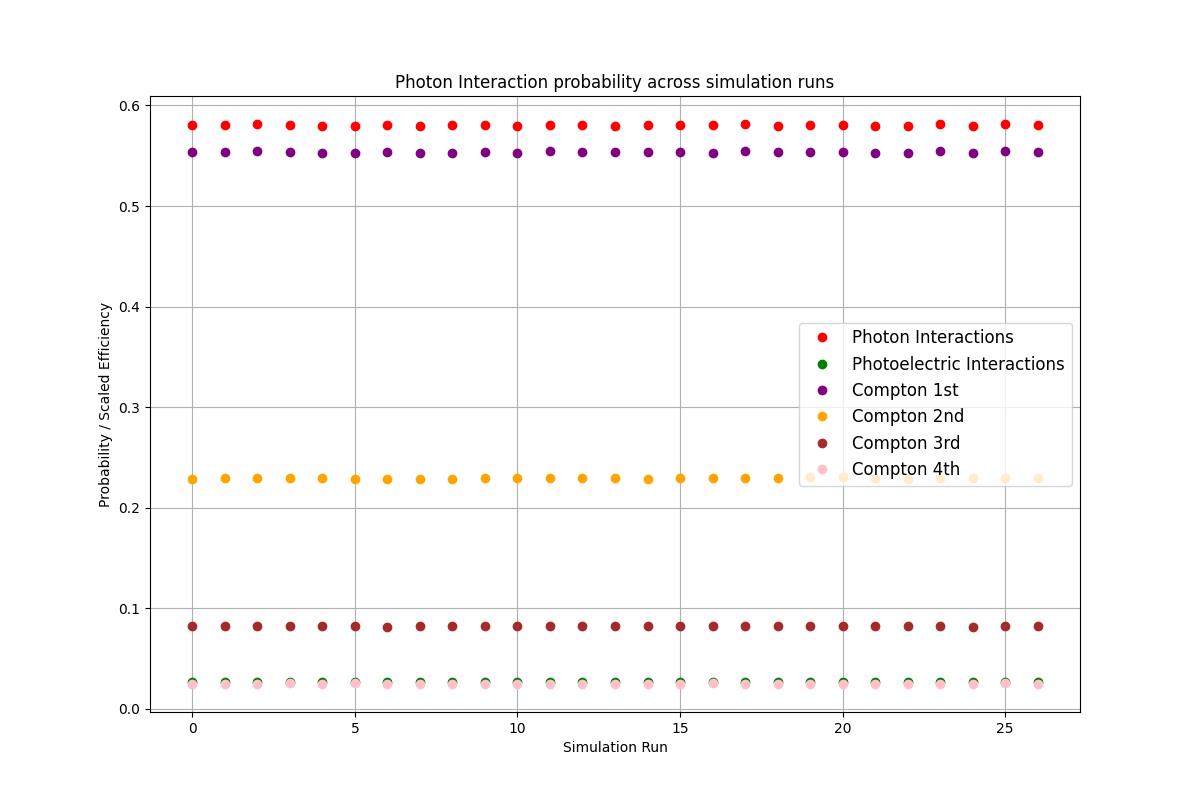 Photon Interaction probability across simulation runs
0.6
0.5
0.4
0.3
0.2
0.1
0.0
Probability / Scaled Efficiency
Photon Interactions
Photoelectric Interactions
Compton 1st
Compton 2nd
Compton 3rd
Compton 4th
0 5 10 15 20 25
Simulation Run